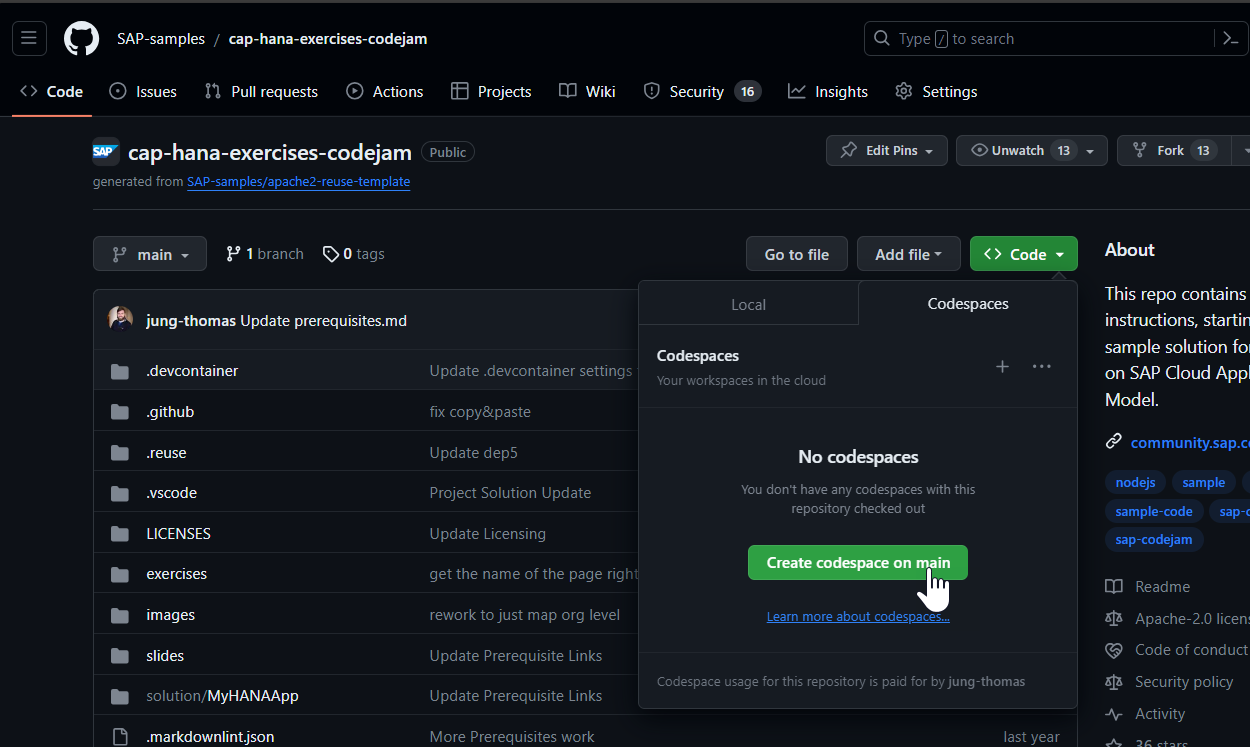 SAP-samples / cap-hana-exercises-codejam
Type / to search
Code Issues Pull requests Actions Projects Wiki Security 16 Insights Settings
SAP cap-hana-exercises-codejam Public
Edit Pins Unwatch 13 Fork 13
generated from SAP-samples/apache2-reuse-template
main 1 branch 0 tags Go to file Add file Code
jung-thomas Update prerequisites.md
.devcontainer Update .devcontainer settings
.github fix copy&paste
.reuse Update dep5
.vscode Project Solution Update
LICENSES Update Licensing
exercises get the name of the page right
images rework to just map org level
slides Update Prerequisite Links
solution/MyHANAApp Update Prerequisite Links
.markdownlint.json More Prerequisites work last year
Local Codespaces
Codespaces
Your workspaces in the cloud
No codespaces
You don't have any codespaces with this
repository checked out
Create codespace on main
Learn more about codespaces...
Codespace usage for this repository is paid for by jung-thomas
About
This repo contains
instructions, startin
sample solution for
on SAP Cloud Appl
Model.
community.sap.co
nodejs sample
sample-code sap-c
sap-codejam
Readme
Apache-2.0 licens
Code of conduct
Security policy
Activity
36 stars